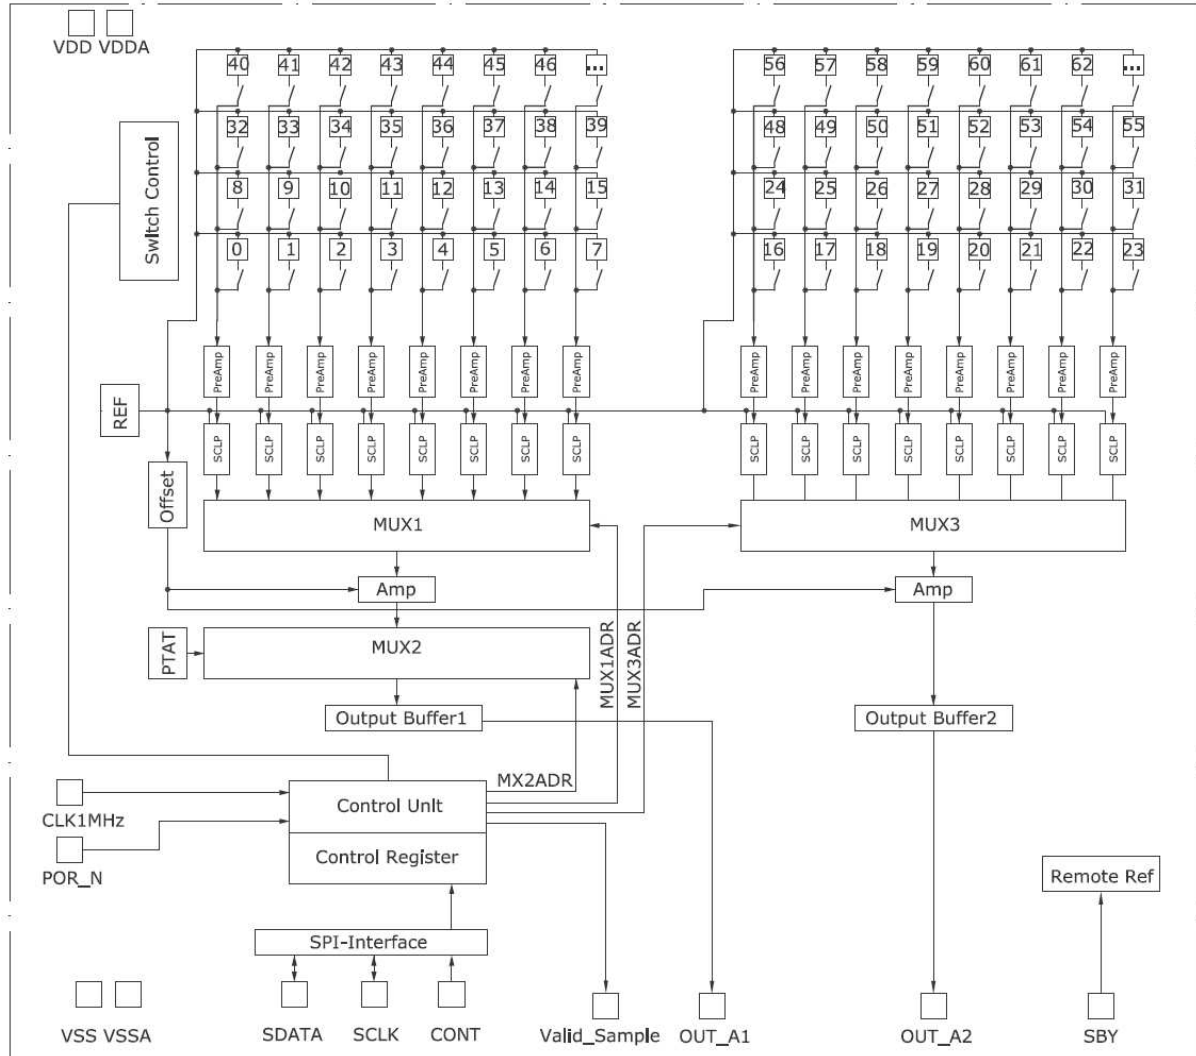 VDD VDDA
40 41 42 43 44 45 46 ... 56 57 58 59 60 61 62 ...
32 33 34 35 36 37 38 39 48 49 50 51 52 53 54 55
Switch Control
8 9 10 11 12 13 14 15 24 25 26 27 28 29 30 31
0 1 2 3 4 5 6 7 16 17 18 19 20 21 22 23
PreAmp PreAmp PreAmp PreAmp PreAmp PreAmp PreAmp PreAmp PreAmp PreAmp PreAmp PreAmp PreAmp PreAmp PreAmp PreAmp
REF
SCLP SCLP SCLP SCLP SCLP SCLP SCLP SCLP SCLP SCLP SCLP SCLP SCLP SCLP SCLP SCLP
Offset
MUX1 MUX3
Amp Amp
PTAT
MUX2
MUX1ADR
MUX3ADR
Output Buffer1 Output Buffer2
MX2ADR
CLK1MHz
Control Unit
POR_N
Control Register
Remote Ref
SPI-Interface
VSS VSSA SDATA SCLK CONT Valid_Sample OUT_A1 OUT_A2 SBY